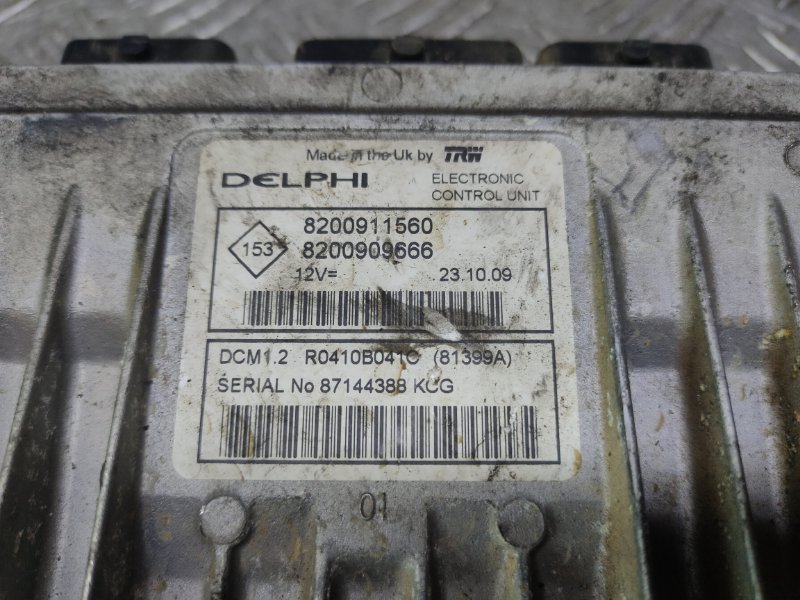 Made in the Uk by TRW
DELPHI ELECTRONIC
CONTROL UNIT
8200911560
153 8200909666
12V= 23.10.09
DCM1.2 R0410B041C (81399A)
SERIAL No 87144388 KCG
01